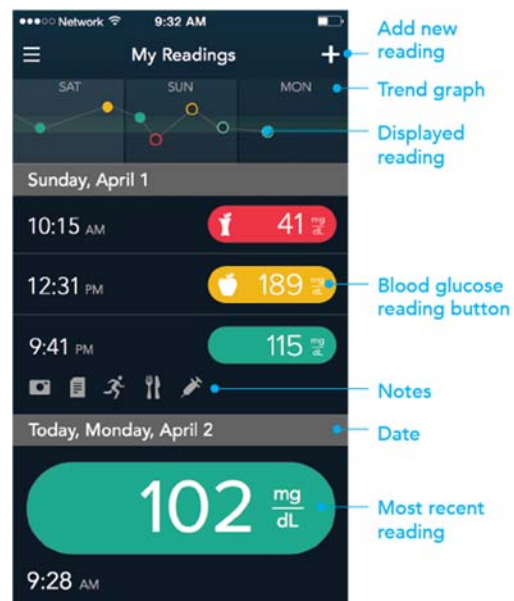 Network 9:32 AM
My Readings +
Add new
reading
SAT SUN MON
Trend graph
Displayed
reading
Sunday, April 1
10:15 AM 41 mg/dL
12:31 PM 189 mg/dL
Blood glucose
reading button
9:41 PM 115 mg/dL
Notes
Today, Monday, April 2
Date
102 mg/dL
Most recent
reading
9:28 AM